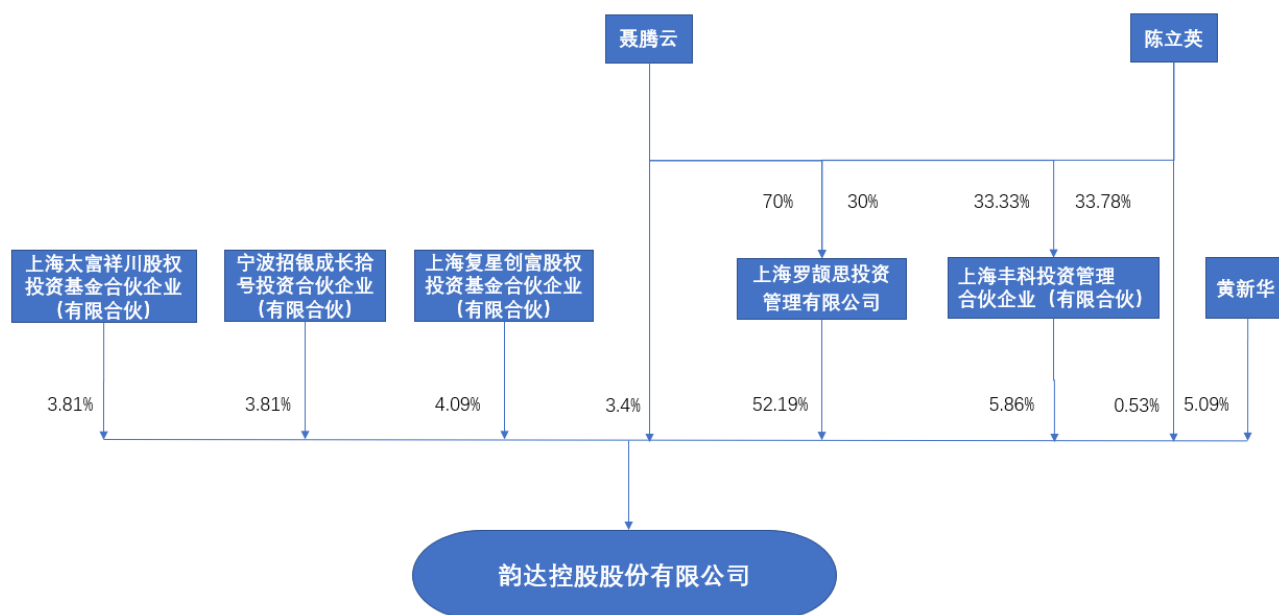 聂腾云
陈立英
70%
30%
33.33%
33.78%
上海太富祥川股权
投资基金合伙企业
(有限合伙)
宁波招银成长拾
号投资合伙企业
(有限合伙)
上海复星创富股权
投资基金合伙企业
(有限合伙)
上海罗颉思投资
管理有限公司
上海丰科投资管理
合伙企业（有限合伙）
黄新华
3.81%
3.81%
4.09%
3.4%
52.19%
5.86%
0.53%
5.09%
韵达控股股份有限公司